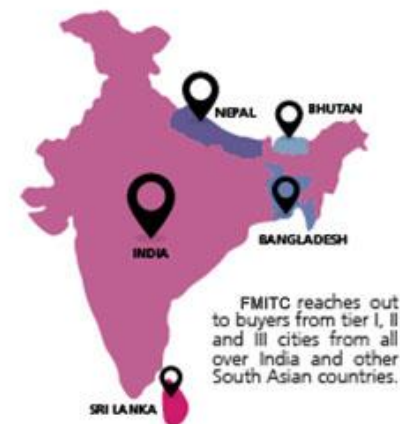 NEPAL
BHUTAN
BANGLADESH
INDIA
FMITC reaches out
to buyers from tier I, II
and III cities from all
over India and other
South Asian countries.
SRI LANKA